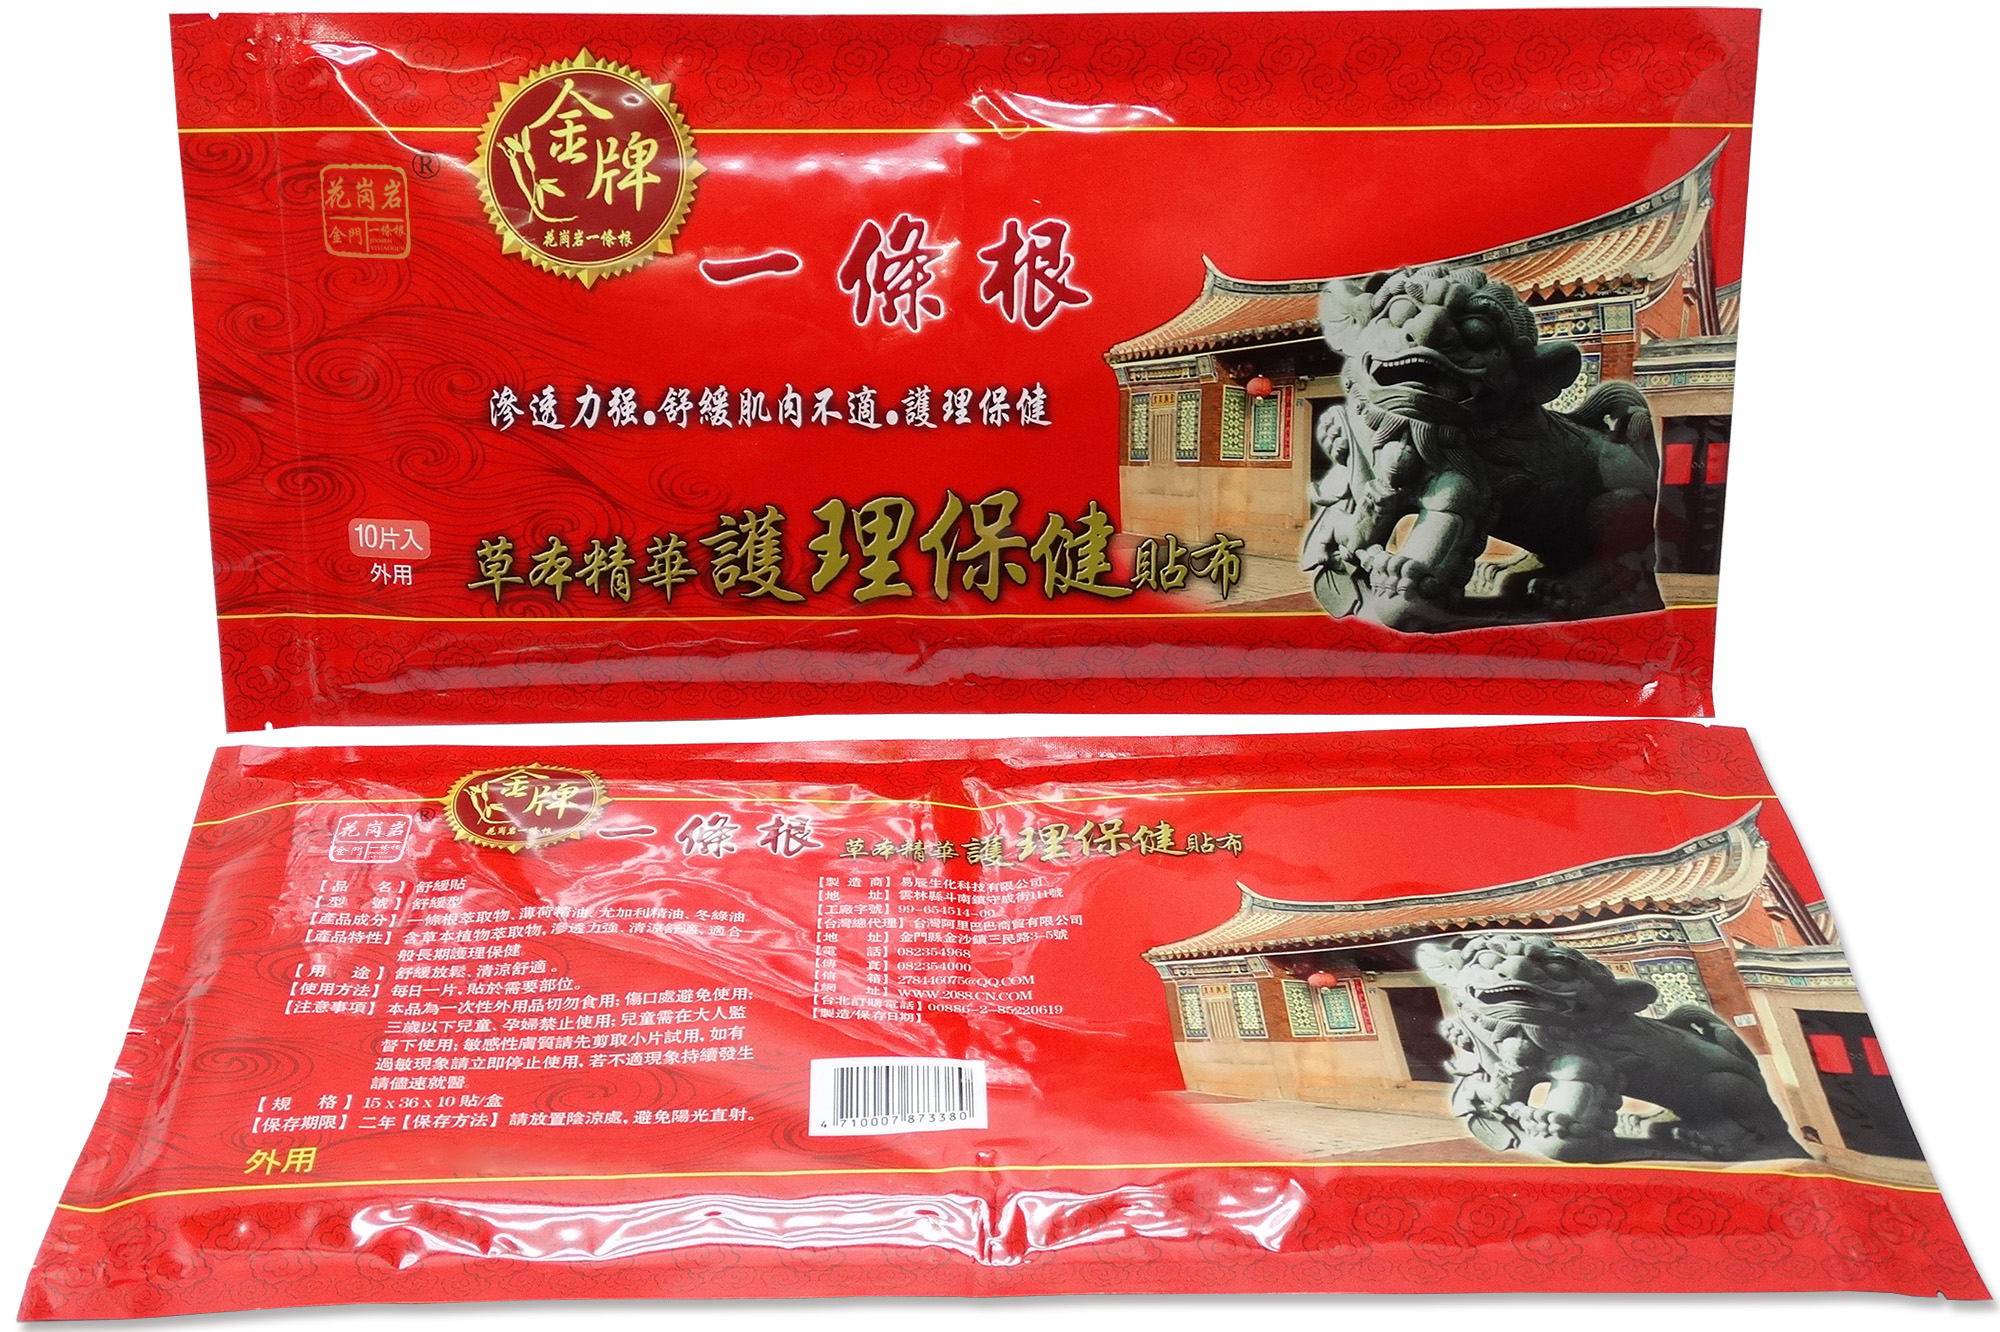 花崗岩
金門 一條根
JINMEN
YITIAOGEN
®
金牌
花崗岩一條根
一條根
滲透力强.舒緩肌肉不適.護理保健
10片入
外用
草本精華護理保健貼布
花崗岩
金門 一條根
®
金牌
花崗岩一條根
一條根 草本精華護理保健貼布
【品 名】舒緩貼
【型 號】舒緩型
【產品成分】一條根萃取物、薄荷精油、尤加利精油、冬綠油
【產品特性】含草本植物萃取物,滲透力強、清涼舒適、適合一
般長期護理保健
【用 途】舒緩放鬆、清涼舒適。
【使用方法】每日一片,貼於需要部位。
【注意事項】本品為一次性外用品切勿食用;傷口處避免使用;
三歲以下兒童、孕婦禁止使用;兒童需在大人監
督下使用;敏感性膚質請先剪取小片試用,如有
過敏現象請立即停止使用,若不適現象持續發生
請儘速就醫
【規 格】15 x 36 x 10 貼/盒
【保存期限】二年【保存方法】請放置陰涼處,避免陽光直射。
外用
【製造商】易辰生化科技有限公司
【地 址】雲林縣斗南鎮守成街111號
【工廠字號】99-654514-00
【台灣總代理】台灣阿里巴巴商貿有限公司
【地 址】金門縣金沙鎮三民路3-5號
【電 話】082354968
【傳 真】082354000
【信 箱】278446075@QQ.COM
【網 址】WWW.2088.CN.COM
【台北訂購電話】00886-2-85220619
【製造/保存日期】
4 710007 873380